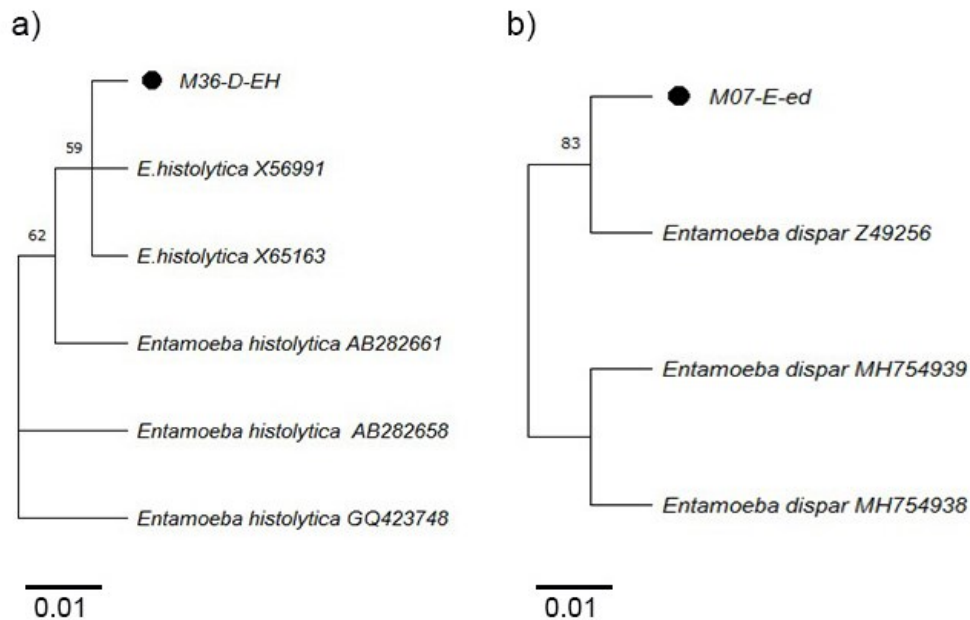 a)
M36-D-EH
59
E.histolytica X56991
62
E.histolytica X65163
Entamoeba histolytica AB282661
Entamoeba histolytica AB282658
Entamoeba histolytica GQ423748
0.01
b)
M07-E-ed
83
Entamoeba dispar Z49256
Entamoeba dispar MH754939
Entamoeba dispar MH754938
0.01